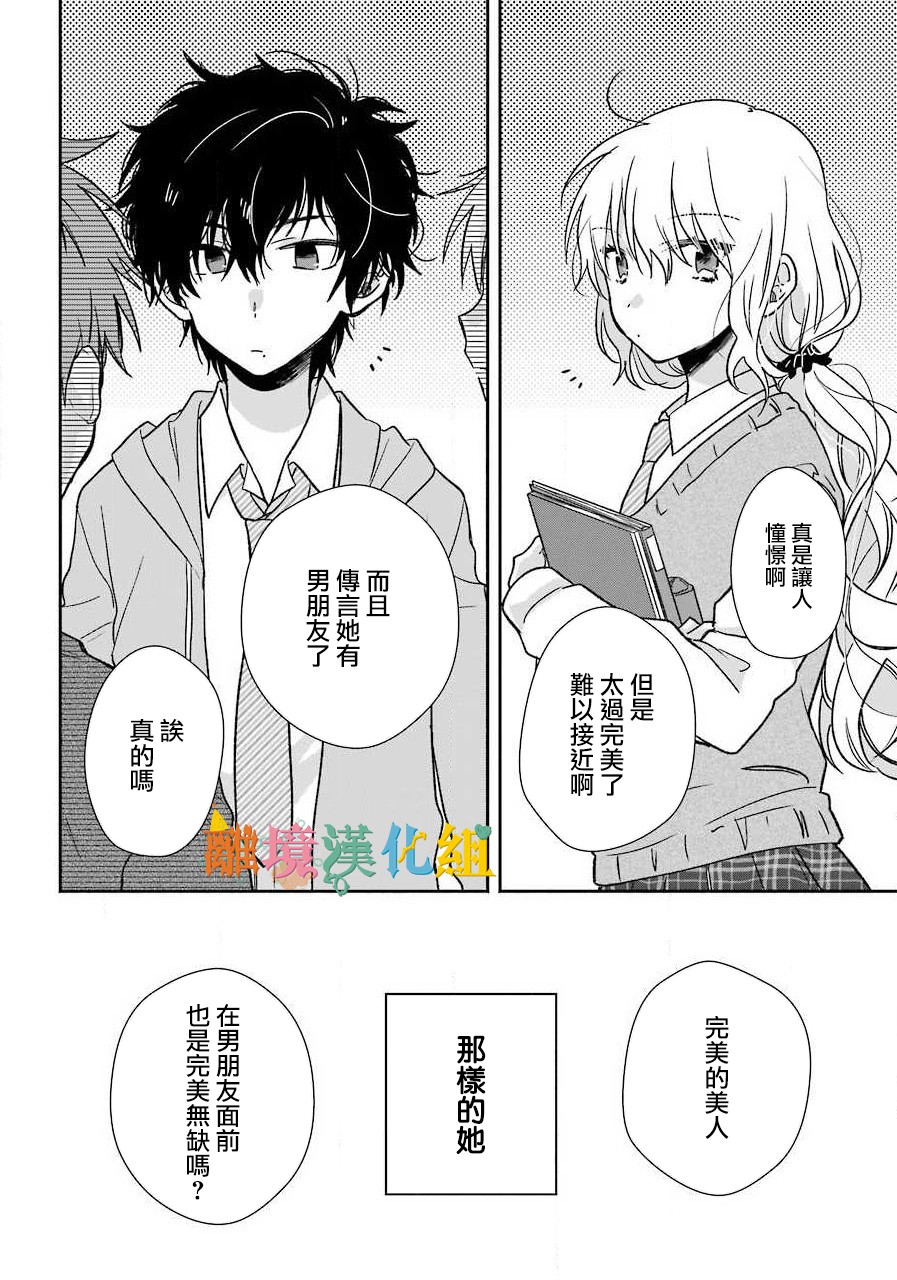 真是讓人
憧憬啊
但是
太過完美了
難以接近啊
而且
傳言她有
男朋友了
誒
真的嗎
離境漢化組
完美的美人
那樣的她
在男朋友面前
也是完美無缺嗎？